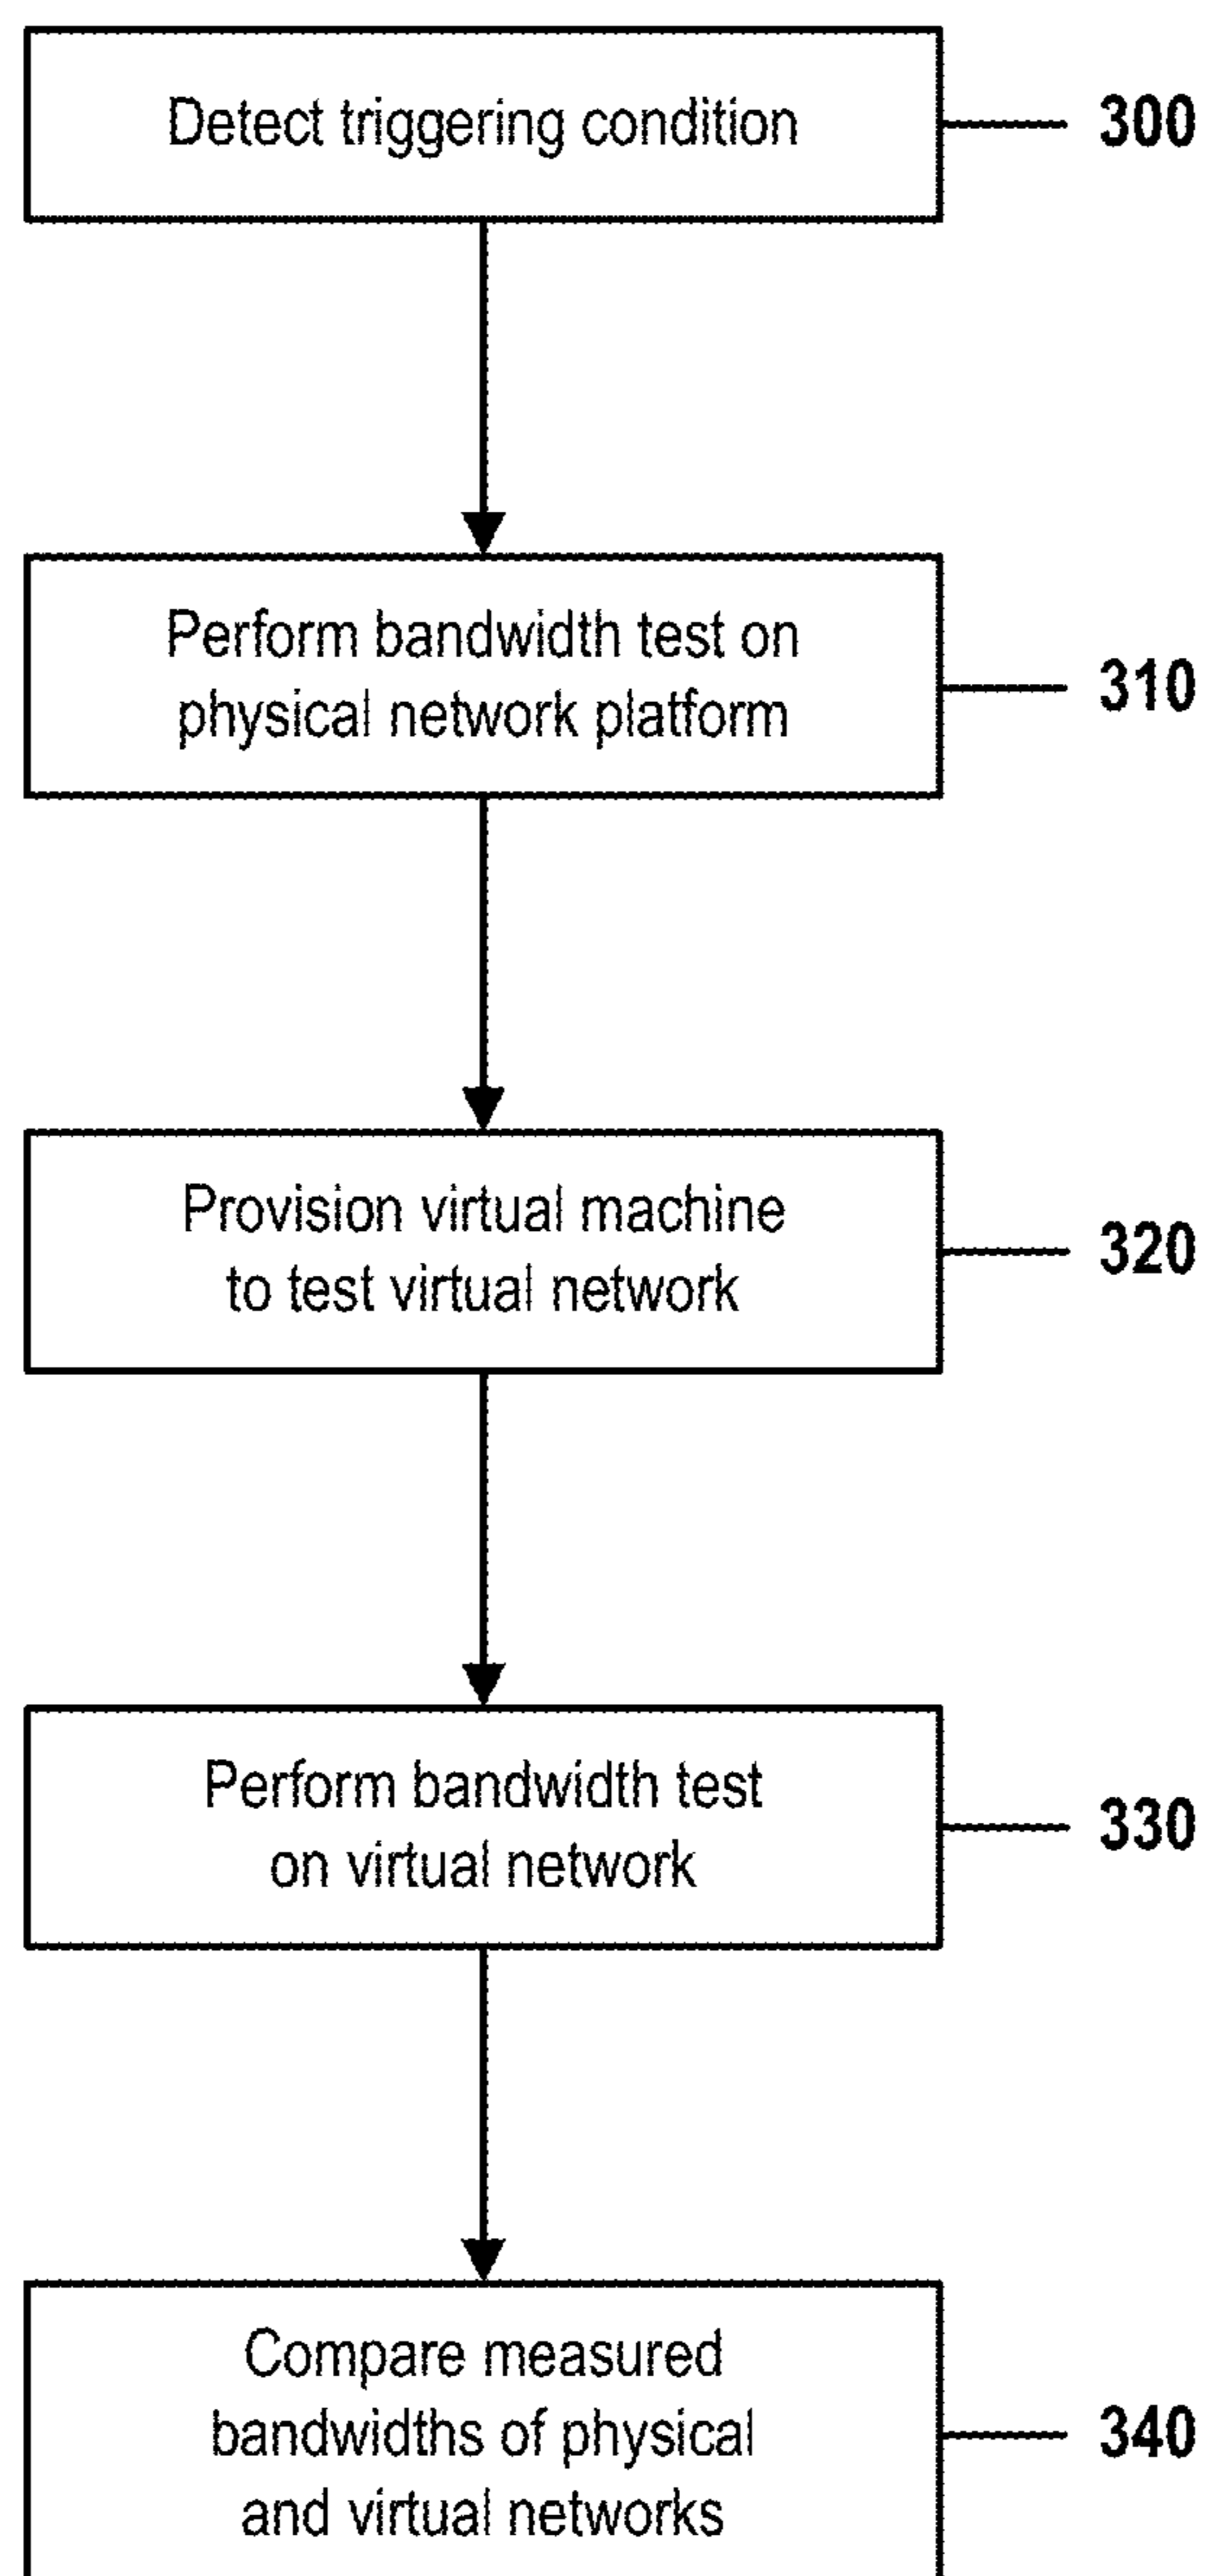 Detect triggering condition
300
Perform bandwidth test on
physical network platform
310
Provision virtual machine
to test virtual network
320
Perform bandwidth test
on virtual network
330
Compare measured
bandwidths of physical
and virtual networks
340